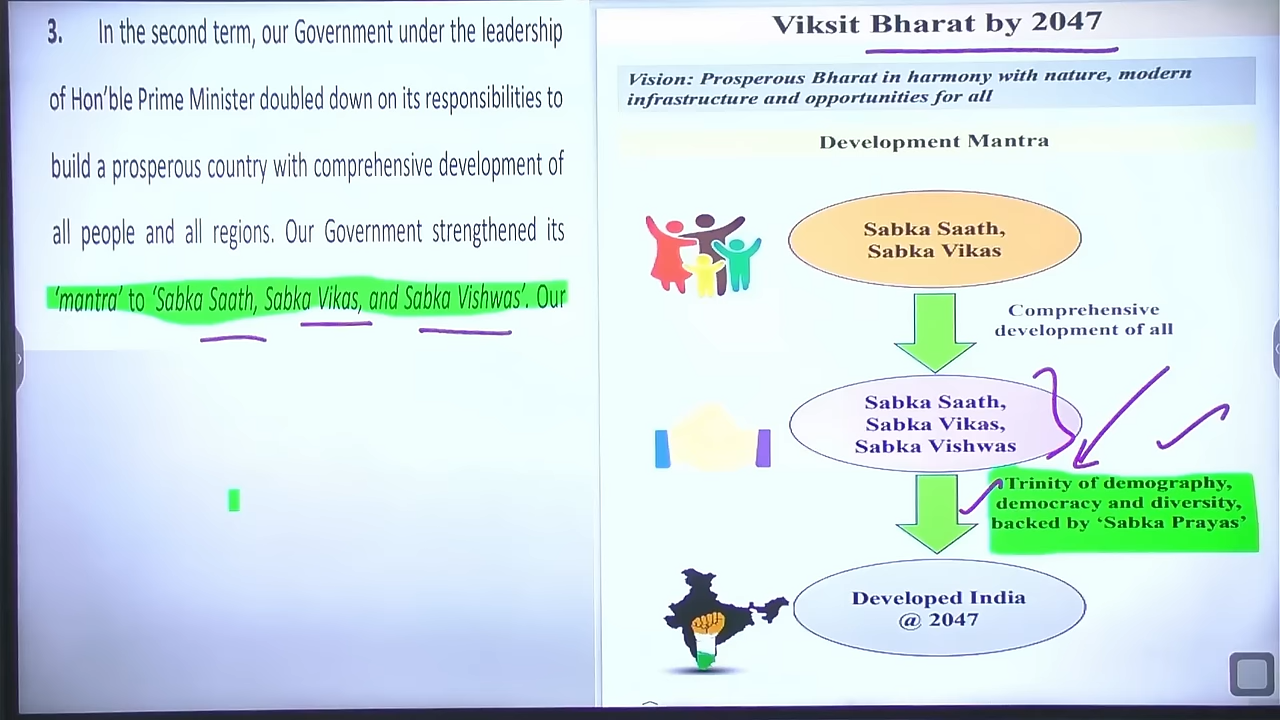 3. In the second term, our Government under the leadership
of Hon'ble Prime Minister doubled down on its responsibilities to
build a prosperous country with comprehensive development of
all people and all regions. Our Government strengthened its
'mantra' to 'Sabka Saath, Sabka Vikas, and Sabka Vishwas'. Our
Viksit Bharat by 2047
Vision: Prosperous Bharat in harmony with nature, modern
infrastructure and opportunities for all
Development Mantra
Sabka Saath,
Sabka Vikas
Comprehensive
development of all
Sabka Saath,
Sabka Vikas,
Sabka Vishwas
Trinity of demography,
democracy and diversity,
backed by 'Sabka Prayas'
Developed India
@ 2047